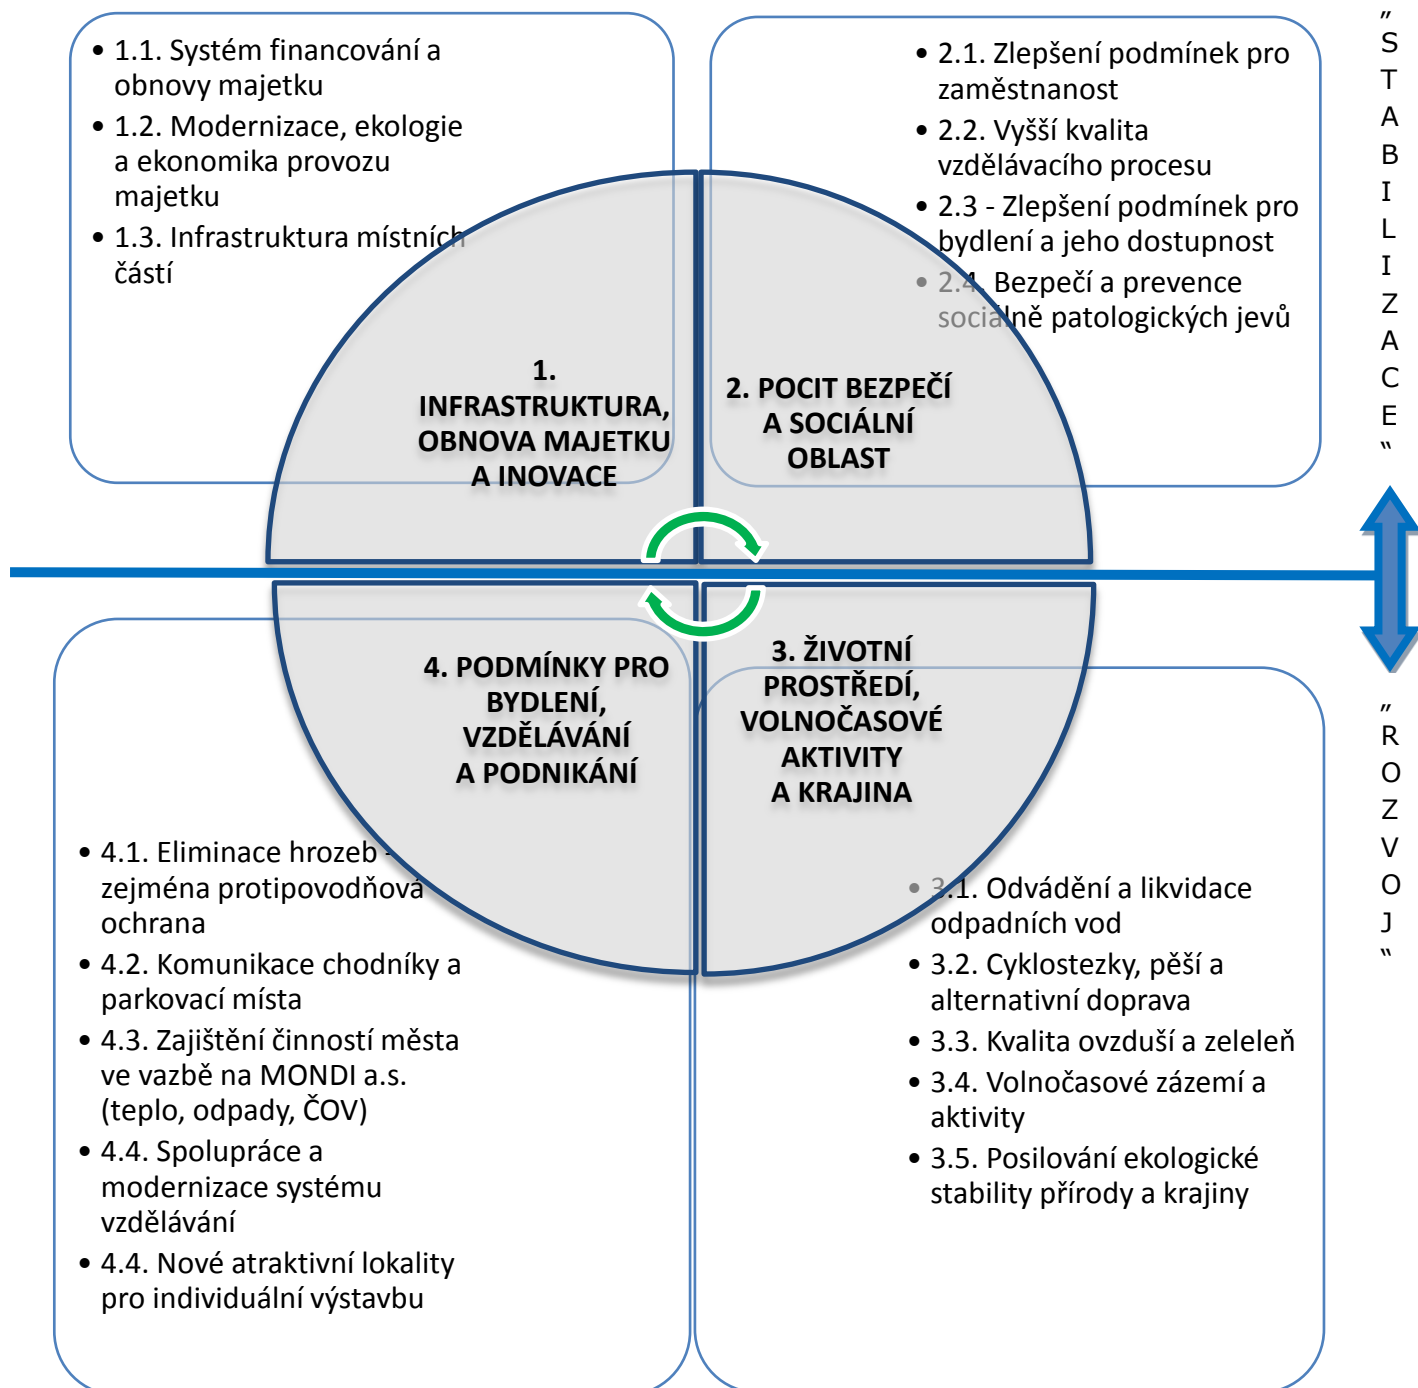 • 1.1. Systém financování a
obnovy majetku
• 1.2. Modernizace, ekologie
a ekonomika provozu
majetku
• 1.3. Infrastruktura místních
částí
• 2.1. Zlepšení podmínek pro
zaměstnanost
• 2.2. Vyšší kvalita
vzdělávacího procesu
• 2.3 - Zlepšení podmínek pro
bydlení a jeho dostupnost
• 2.4. Bezpečí a prevence
sociálně patologických jevů
1.
INFRASTRUKTURA,
OBNOVA MAJETKU
A INOVACE
2. POCIT BEZPEČÍ
A SOCIÁLNÍ
OBLAST
„STABILIZACE“
4. PODMÍNKY PRO
BYDLENÍ,
VZDĚLÁVÁNÍ
A PODNIKÁNÍ
3. ŽIVOTNÍ
PROSTŘEDÍ,
VOLNOČASOVÉ
AKTIVITY
A KRAJINA
„ROZVOJ“
• 4.1. Eliminace hrozeb -
zejména protipovodňová
ochrana
• 4.2. Komunikace chodníky a
parkovací místa
• 4.3. Zajištění činností města
ve vazbě na MONDI a.s.
(teplo, odpady, ČOV)
• 4.4. Spolupráce a
modernizace systému
vzdělávání
• 4.4. Nové atraktivní lokality
pro individuální výstavbu
• 3.1. Odvádění a likvidace
odpadních vod
• 3.2. Cyklostezky, pěší a
alternativní doprava
• 3.3. Kvalita ovzduší a zeleleň
• 3.4. Volnočasové zázemí a
aktivity
• 3.5. Posilování ekologické
stability přírody a krajiny